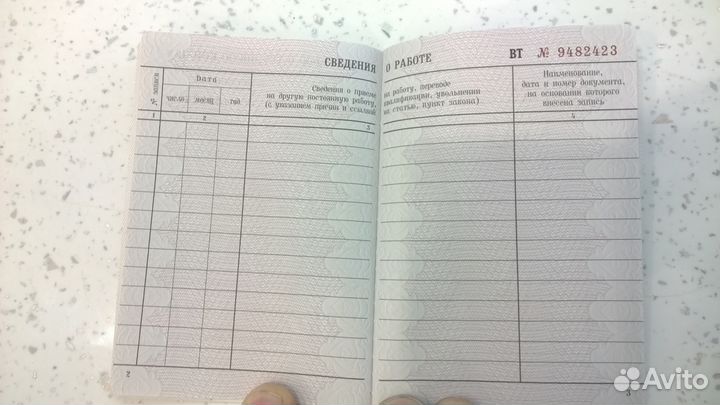 СВЕДЕНИЯ О РАБОТЕ ВТ № 9482423
№ записи
Дата
число
месяц
год
Сведения о приеме на работу, переводе
на другую постоянную работу, квалификации, увольнении
(с указанием причин и ссылкой на статью, пункт закона)
Наименование,
дата и номер документа,
на основании которого
внесена запись
1 2 3 4
2
3
Avito